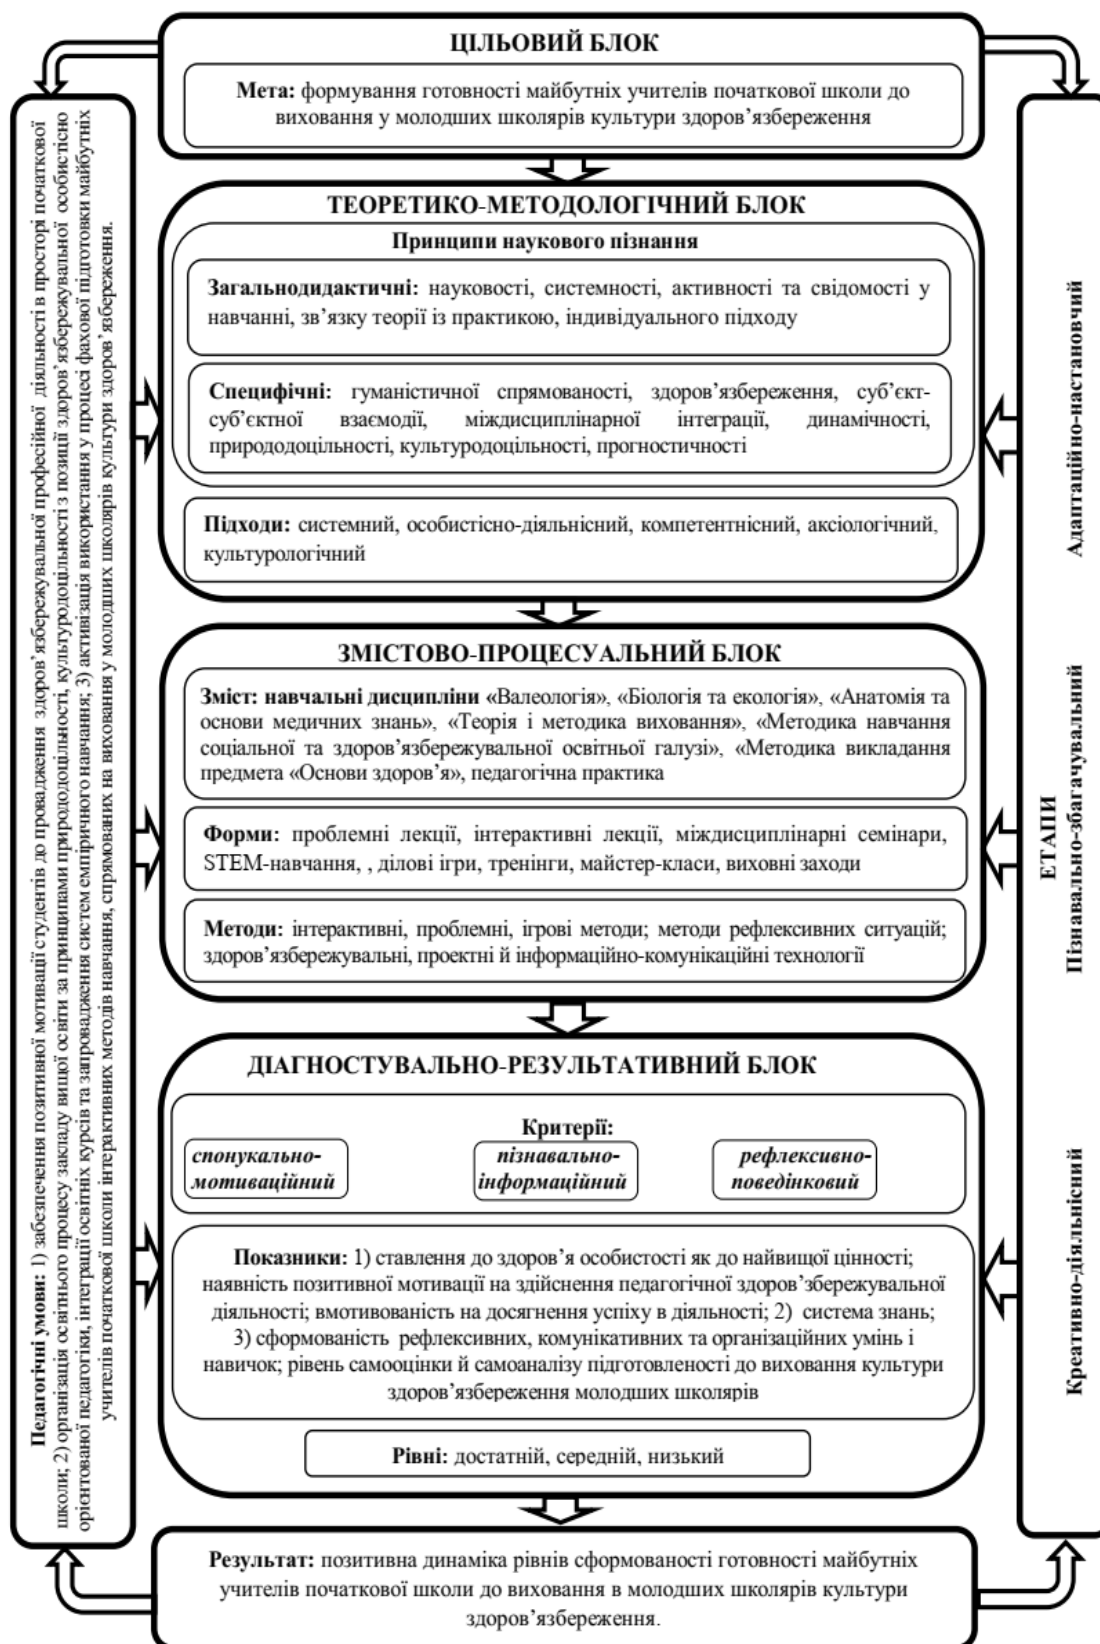 ЦІЛЬОВИЙ БЛОК
Мета: формування готовності майбутніх учителів початкової школи до
виховання у молодших школярів культури здоров’язбереження
Педагогічні умови: 1) забезпечення позитивної мотивації студентів до провадження здоров’язбережувальної професійної діяльності в просторі початкової
школи; 2) організація освітнього процесу закладу вищої освіти за принципами природодоцільності, культуродоцільності з позиції здоров’язбережувальної особистісно
орієнтованої педагогіки, інтеграції освітніх курсів та запровадження систем емпіричного навчання; 3) активізація використання у процесі фахової підготовки майбутніх
учителів початкової школи інтерактивних методів навчання, спрямованих на виховання у молодших школярів культури здоров’язбереження.
ТЕОРЕТИКО-МЕТОДОЛОГІЧНИЙ БЛОК
Принципи наукового пізнання
Загальнодидактичні: науковості, системності, активності та свідомості у
навчанні, зв’язку теорії із практикою, індивідуального підходу
Специфічні: гуманістичної спрямованості, здоров’язбереження, суб’єкт-
суб’єктної взаємодії, міждисциплінарної інтеграції, динамічності,
природодоцільності, культуродоцільності, прогностичності
Підходи: системний, особистісно-діяльнісний, компетентнісний, аксіологічний,
культурологічний
ЗМІСТОВО-ПРОЦЕСУАЛЬНИЙ БЛОК
Зміст: навчальні дисципліни «Валеологія», «Біологія та екологія», «Анатомія та
основи медичних знань», «Теорія і методика виховання», «Методика навчання
соціальної та здоров’язбережувальної освітньої галузі», «Методика викладання
предмета «Основи здоров’я», педагогічна практика
Форми: проблемні лекції, інтерактивні лекції, міждисциплінарні семінари,
STEM-навчання, , ділові ігри, тренінги, майстер-класи, виховні заходи
Методи: інтерактивні, проблемні, ігрові методи; методи рефлексивних ситуацій;
здоров’язбережувальні, проектні й інформаційно-комунікаційні технології
ДІАГНОСТУВАЛЬНО-РЕЗУЛЬТАТИВНИЙ БЛОК
Критерії:
спонукально-
мотиваційний
пізнавально-
інформаційний
рефлексивно-
поведінковий
Показники: 1) ставлення до здоров’я особистості як до найвищої цінності;
наявність позитивної мотивації на здійснення педагогічної здоров’збережувальної
діяльності; вмотивованість на досягнення успіху в діяльності; 2) система знань;
3) сформованість рефлексивних, комунікативних та організаційних умінь і
навичок; рівень самооцінки й самоаналізу підготовленості до виховання культури
здоров’язбереження молодших школярів
Рівні: достатній, середній, низький
Результат: позитивна динаміка рівнів сформованості готовності майбутніх
учителів початкової школи до виховання в молодших школярів культури
здоров’язбереження.
ЕТАПИ
Адаптаційно-настановчий
Пізнавально-збагачувальний
Креативно-діяльнісний